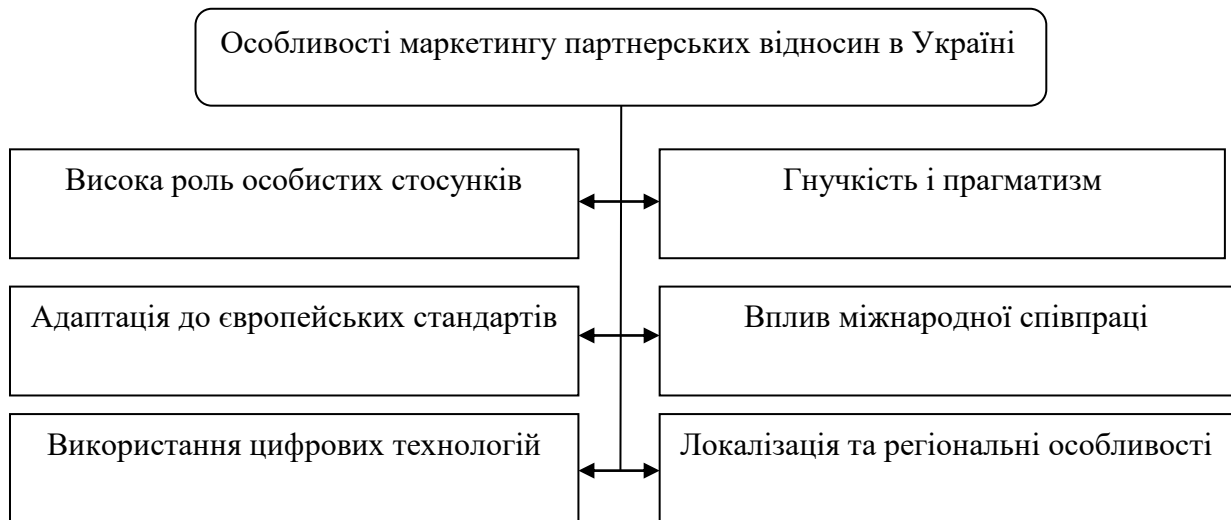 Особливості маркетингу партнерських відносин в Україні
Висока роль особистих стосунків
Гнучкість і прагматизм
Адаптація до європейських стандартів
Вплив міжнародної співпраці
Використання цифрових технологій
Локалізація та регіональні особливості